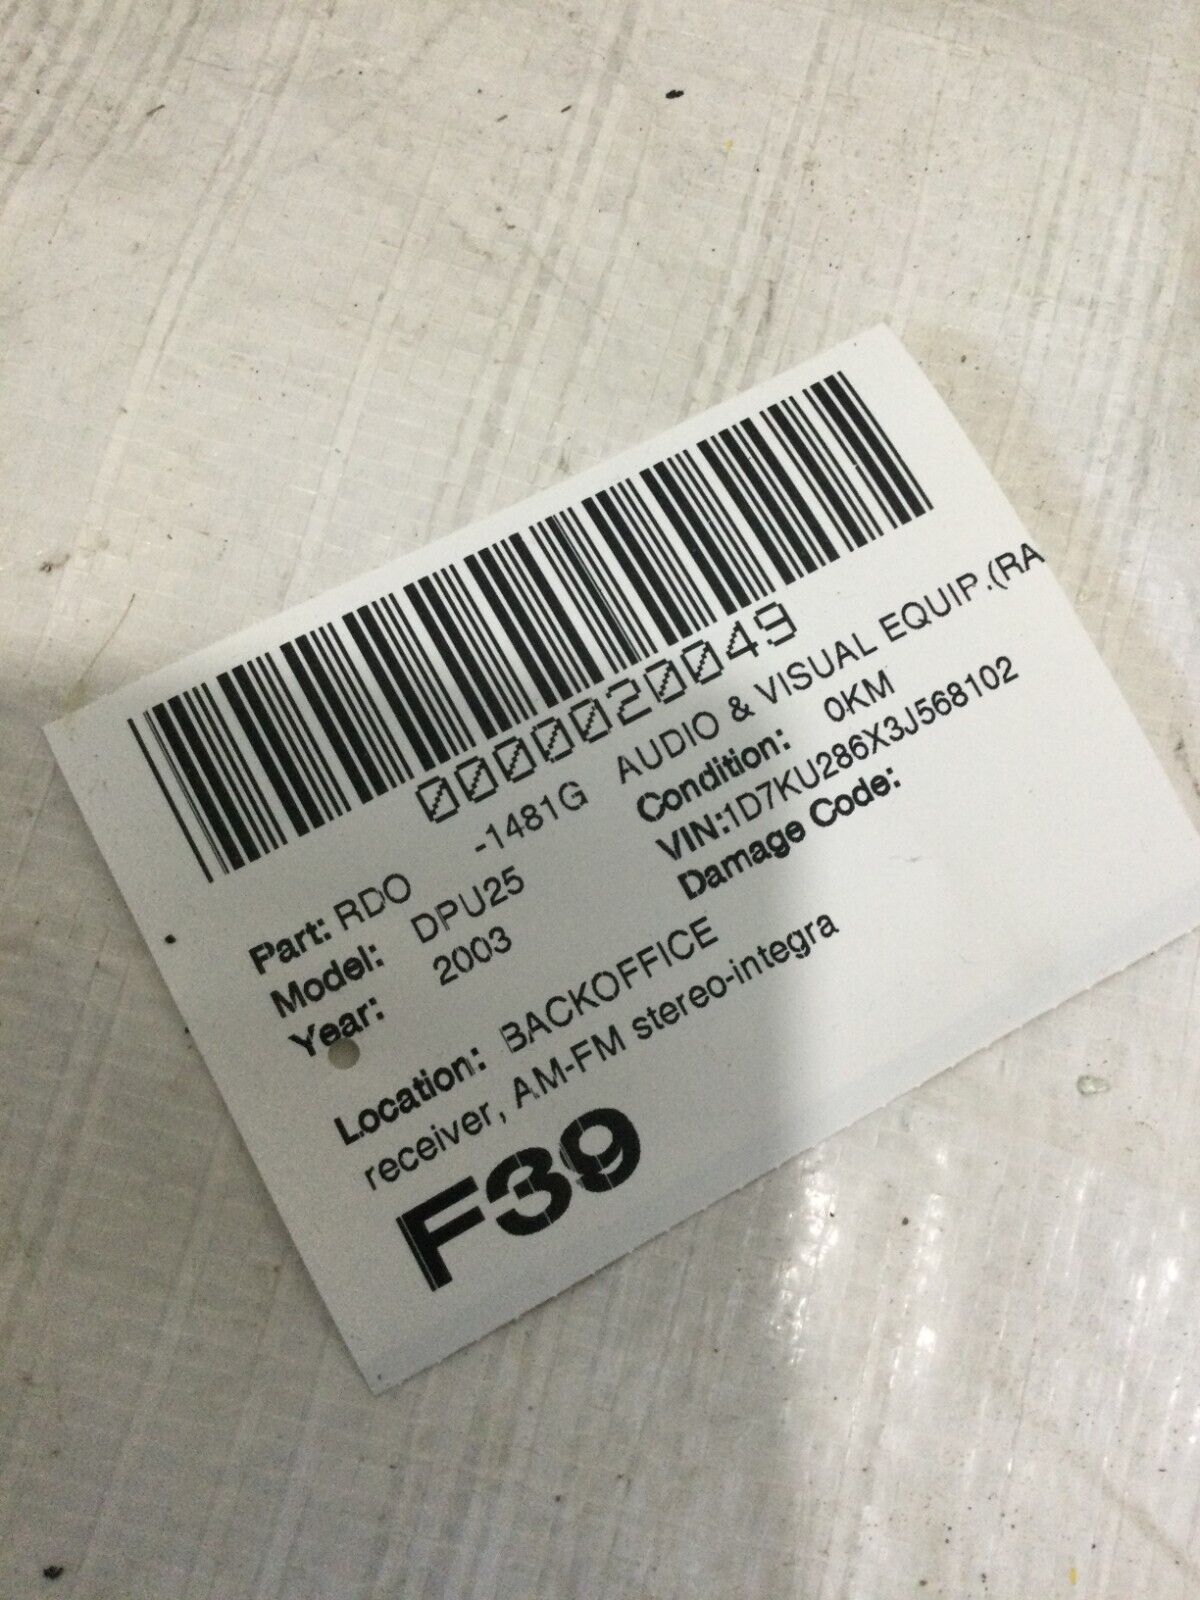 0000020049
Part: RDO -1481G AUDIO & VISUAL EQUIP.(RA
Model: DPU25 Condition: 0KM
Year: 2003 VIN:1D7KU286X3J568102
Damage Code:
Location: BACKOFFICE
receiver, AM-FM stereo-integra
F39